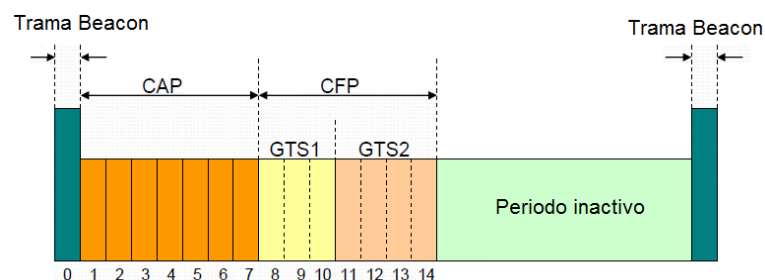 Trama Beacon
Trama Beacon
CAP
CFP
GTS1
GTS2
Periodo inactivo
0 1 2 3 4 5 6 7 8 9 10 11 12 13 14